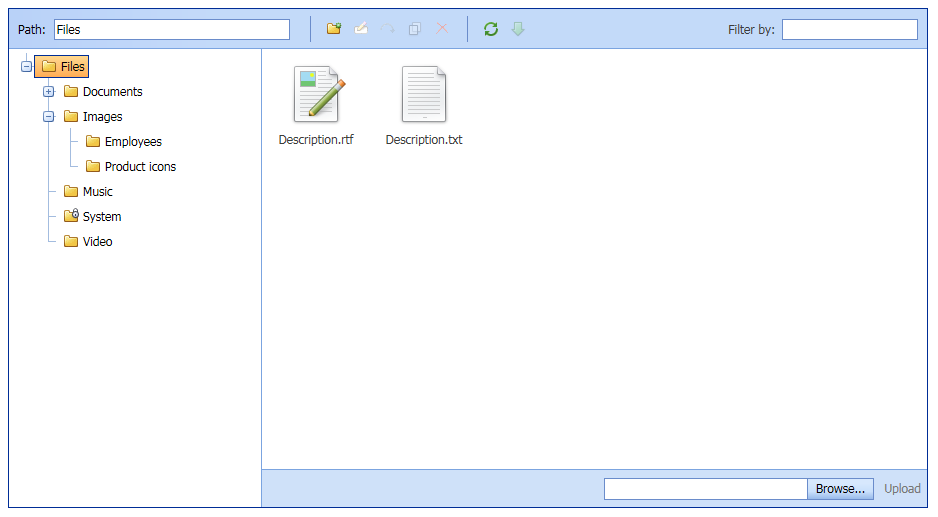 Path: Files Filter by:
Files
Documents
Images
Employees
Product icons
Music
System
Video
Description.rtf Description.txt
Browse... Upload